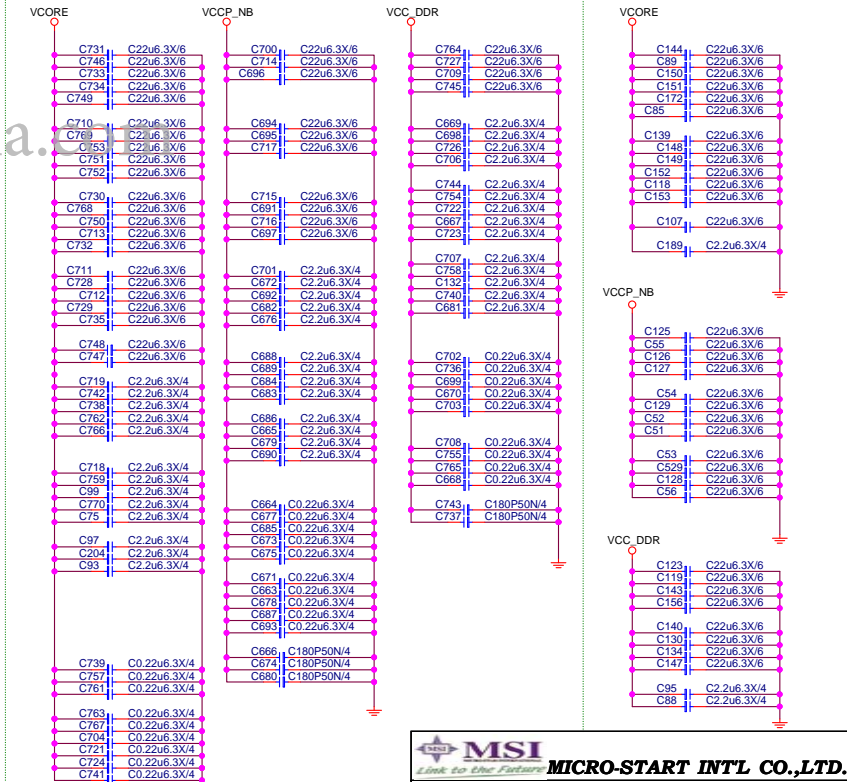 VCORE
C731 C22u6.3X/6
C746 C22u6.3X/6
C733 C22u6.3X/6
C734 C22u6.3X/6
C749 C22u6.3X/6
C710 C22u6.3X/6
C769 C22u6.3X/6
C753 C22u6.3X/6
C751 C22u6.3X/6
C752 C22u6.3X/6
C730 C22u6.3X/6
C768 C22u6.3X/6
C750 C22u6.3X/6
C713 C22u6.3X/6
C732 C22u6.3X/6
C711 C22u6.3X/6
C728 C22u6.3X/6
C712 C22u6.3X/6
C729 C22u6.3X/6
C735 C22u6.3X/6
C748 C22u6.3X/6
C747 C22u6.3X/6
C719 C2.2u6.3X/4
C742 C2.2u6.3X/4
C738 C2.2u6.3X/4
C762 C2.2u6.3X/4
C766 C2.2u6.3X/4
C718 C2.2u6.3X/4
C759 C2.2u6.3X/4
C99 C2.2u6.3X/4
C770 C2.2u6.3X/4
C75 C2.2u6.3X/4
C97 C2.2u6.3X/4
C204 C2.2u6.3X/4
C93 C2.2u6.3X/4
C739 C0.22u6.3X/4
C757 C0.22u6.3X/4
C761 C0.22u6.3X/4
C763 C0.22u6.3X/4
C767 C0.22u6.3X/4
C704 C0.22u6.3X/4
C721 C0.22u6.3X/4
C724 C0.22u6.3X/4
C741 C0.22u6.3X/4
a.com
VCCP_NB
C700 C22u6.3X/6
C714 C22u6.3X/6
C696 C22u6.3X/6
C694 C22u6.3X/6
C695 C22u6.3X/6
C717 C22u6.3X/6
C715 C22u6.3X/6
C691 C22u6.3X/6
C716 C22u6.3X/6
C697 C22u6.3X/6
C701 C2.2u6.3X/4
C672 C2.2u6.3X/4
C692 C2.2u6.3X/4
C682 C2.2u6.3X/4
C676 C2.2u6.3X/4
C688 C2.2u6.3X/4
C689 C2.2u6.3X/4
C684 C2.2u6.3X/4
C683 C2.2u6.3X/4
C686 C2.2u6.3X/4
C665 C2.2u6.3X/4
C679 C2.2u6.3X/4
C690 C2.2u6.3X/4
C664 C0.22u6.3X/4
C677 C0.22u6.3X/4
C685 C0.22u6.3X/4
C673 C0.22u6.3X/4
C675 C0.22u6.3X/4
C671 C0.22u6.3X/4
C663 C0.22u6.3X/4
C678 C0.22u6.3X/4
C687 C0.22u6.3X/4
C693 C0.22u6.3X/4
C666 C180P50N/4
C674 C180P50N/4
C680 C180P50N/4
VCC_DDR
C764 C22u6.3X/6
C727 C22u6.3X/6
C709 C22u6.3X/6
C745 C22u6.3X/6
C669 C2.2u6.3X/4
C698 C2.2u6.3X/4
C726 C2.2u6.3X/4
C706 C2.2u6.3X/4
C744 C2.2u6.3X/4
C754 C2.2u6.3X/4
C722 C2.2u6.3X/4
C667 C2.2u6.3X/4
C723 C2.2u6.3X/4
C707 C2.2u6.3X/4
C758 C2.2u6.3X/4
C132 C2.2u6.3X/4
C740 C2.2u6.3X/4
C681 C2.2u6.3X/4
C702 C0.22u6.3X/4
C736 C0.22u6.3X/4
C699 C0.22u6.3X/4
C670 C0.22u6.3X/4
C703 C0.22u6.3X/4
C708 C0.22u6.3X/4
C755 C0.22u6.3X/4
C765 C0.22u6.3X/4
C668 C0.22u6.3X/4
C743 C180P50N/4
C737 C180P50N/4
VCORE
C144 C22u6.3X/6
C89 C22u6.3X/6
C150 C22u6.3X/6
C151 C22u6.3X/6
C172 C22u6.3X/6
C85 C22u6.3X/6
C139 C22u6.3X/6
C148 C22u6.3X/6
C149 C22u6.3X/6
C152 C22u6.3X/6
C118 C22u6.3X/6
C153 C22u6.3X/6
C107 C22u6.3X/6
C189 C2.2u6.3X/4
VCCP_NB
C125 C22u6.3X/6
C55 C22u6.3X/6
C126 C22u6.3X/6
C127 C22u6.3X/6
C54 C22u6.3X/6
C129 C22u6.3X/6
C52 C22u6.3X/6
C51 C22u6.3X/6
C53 C22u6.3X/6
C529 C22u6.3X/6
C128 C22u6.3X/6
C56 C22u6.3X/6
VCC_DDR
C123 C22u6.3X/6
C119 C22u6.3X/6
C143 C22u6.3X/6
C156 C22u6.3X/6
C140 C22u6.3X/6
C130 C22u6.3X/6
C134 C22u6.3X/6
C147 C22u6.3X/6
C95 C2.2u6.3X/4
C88 C2.2u6.3X/4
MSI MSI
Link to the Future
MICRO-START INTL CO.,LTD.